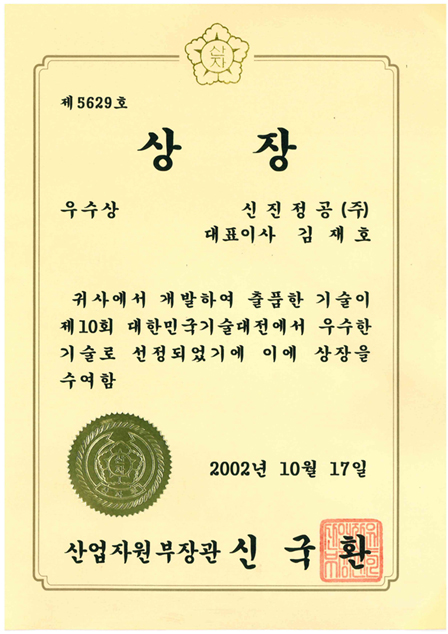 산
자
제5629호
상 장
우수상 신진정공(주)
대표이사 김재호
귀사에서 개발하여 출품한 기술이
제10회 대한민국기술대전에서 우수한
기술로 선정되었기에 이에 상장을
수여함
2002년 10월 17일
산업자원부장관 신국환